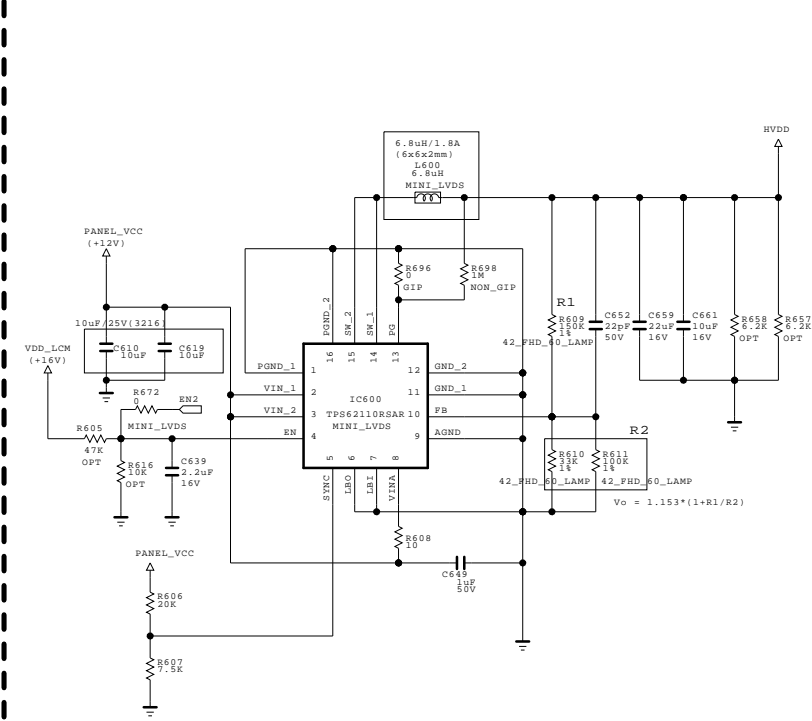 HVDD
6.8uH/1.8A
(6x6x2mm)
L600
6.8uH
MINI_LVDS
PANEL_VCC
(+12V)
R696
0
GIP
R698
1M
NON_GIP
PGND_2
SW_2
SW_1
PG
R1
R609
150K
1%
42_FHD_60_LAMP
C652
22pF
50V
C659
22uF
16V
C661
10uF
16V
R658
6.2K
OPT
R657
6.2K
OPT
10uF/25V(3216)
C610
10uF
C619
10uF
VDD_LCM
(+16V)
16
15
14
13
PGND_1
1
12
GND_2
VIN_1
2
11
GND_1
IC600
VIN_2
3
TPS62110RSAR
10
FB
MINI_LVDS
EN
4
9
AGND
5
6
7
8
SYNC
LBO
LBI
VINA
R672
0
EN2
MINI_LVDS
R605
47K
OPT
R616
10K
OPT
C639
2.2uF
16V
R2
R610
33K
1%
42_FHD_60_LAMP
R611
100K
1%
42_FHD_60_LAMP
Vo = 1.153*(1+R1/R2)
R608
10
C649
1uF
50V
PANEL_VCC
R606
20K
R607
7.5K